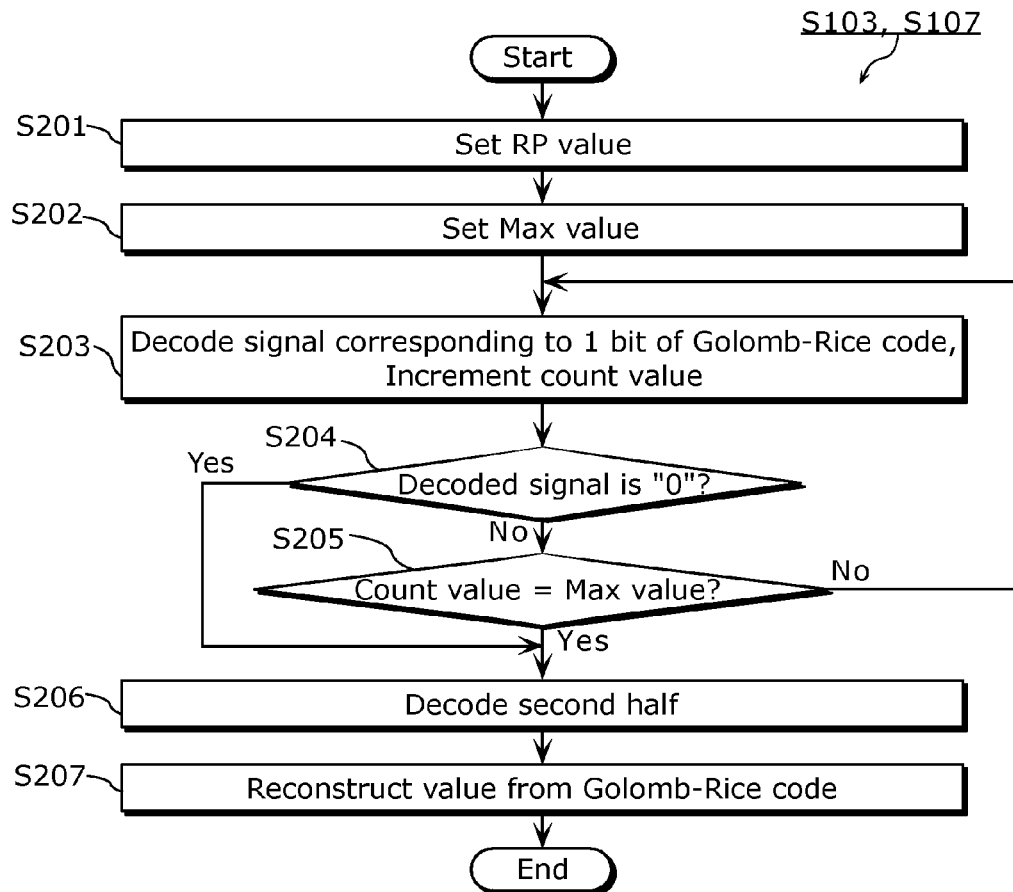 S103, S107
Start
S201
Set RP value
S202
Set Max value
S203
Decode signal corresponding to 1 bit of Golomb-Rice code,
Increment count value
S204
Yes
Decoded signal is "0"?
No
S205
Count value = Max value?
No
Yes
S206
Decode second half
S207
Reconstruct value from Golomb-Rice code
End